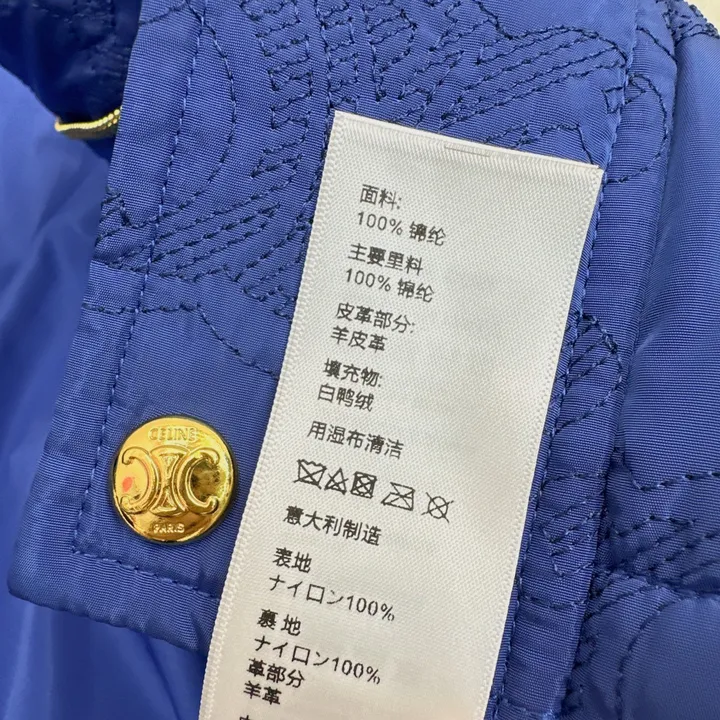 面料:
100% 锦纶
主要里料
100% 锦纶
皮革部分:
羊皮革
填充物:
白鸭绒
用湿布清洁
意大利制造
表地
ナイロン100%
裏地
ナイロン100%
革部分
羊革
CELINE
PARIS